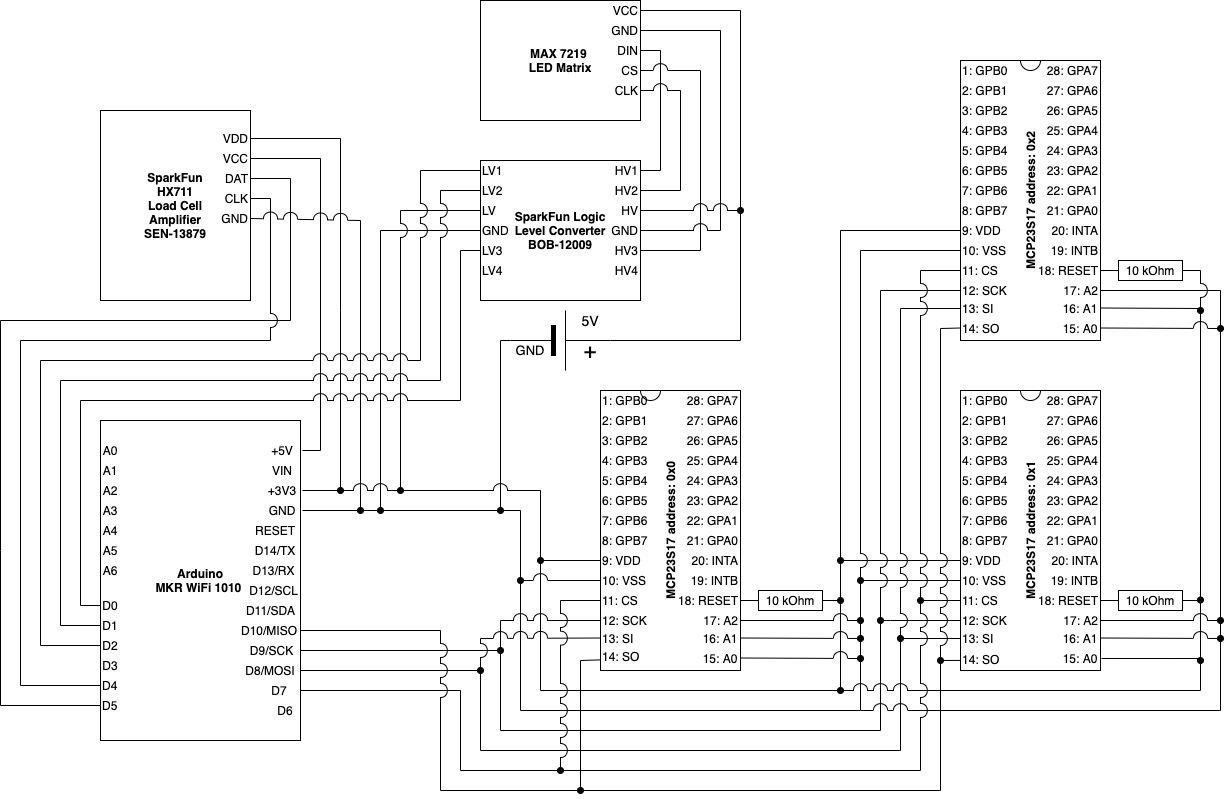 VCC
GND
DIN
CS
CLK
MAX 7219
LED Matrix
VDD
VCC
DAT
CLK
GND
SparkFun
HX711
Load Cell
Amplifier
SEN-13879
LV1
LV2
LV
GND
LV3
LV4
SparkFun Logic
Level Converter
BOB-12009
HV1
HV2
HV
GND
HV3
HV4
5V
GND
+
1: GPB0
2: GPB1
3: GPB2
4: GPB3
5: GPB4
6: GPB5
7: GPB6
8: GPB7
9: VDD
10: VSS
11: CS
12: SCK
13: SI
14: SO
MCP23S17 address: 0x2
28: GPA7
27: GPA6
26: GPA5
25: GPA4
24: GPA3
23: GPA2
22: GPA1
21: GPA0
20: INTA
19: INTB
18: RESET
17: A2
16: A1
15: A0
10 kOhm
A0
A1
A2
A3
A4
A5
A6
D0
D1
D2
D3
D4
D5
Arduino
MKR WiFi 1010
+5V
VIN
+3V3
GND
RESET
D14/TX
D13/RX
D12/SCL
D11/SDA
D10/MISO
D9/SCK
D8/MOSI
D7
D6
1: GPB0
2: GPB1
3: GPB2
4: GPB3
5: GPB4
6: GPB5
7: GPB6
8: GPB7
9: VDD
10: VSS
11: CS
12: SCK
13: SI
14: SO
MCP23S17 address: 0x0
28: GPA7
27: GPA6
26: GPA5
25: GPA4
24: GPA3
23: GPA2
22: GPA1
21: GPA0
20: INTA
19: INTB
18: RESET
17: A2
16: A1
15: A0
10 kOhm
1: GPB0
2: GPB1
3: GPB2
4: GPB3
5: GPB4
6: GPB5
7: GPB6
8: GPB7
9: VDD
10: VSS
11: CS
12: SCK
13: SI
14: SO
MCP23S17 address: 0x1
28: GPA7
27: GPA6
26: GPA5
25: GPA4
24: GPA3
23: GPA2
22: GPA1
21: GPA0
20: INTA
19: INTB
18: RESET
17: A2
16: A1
15: A0
10 kOhm